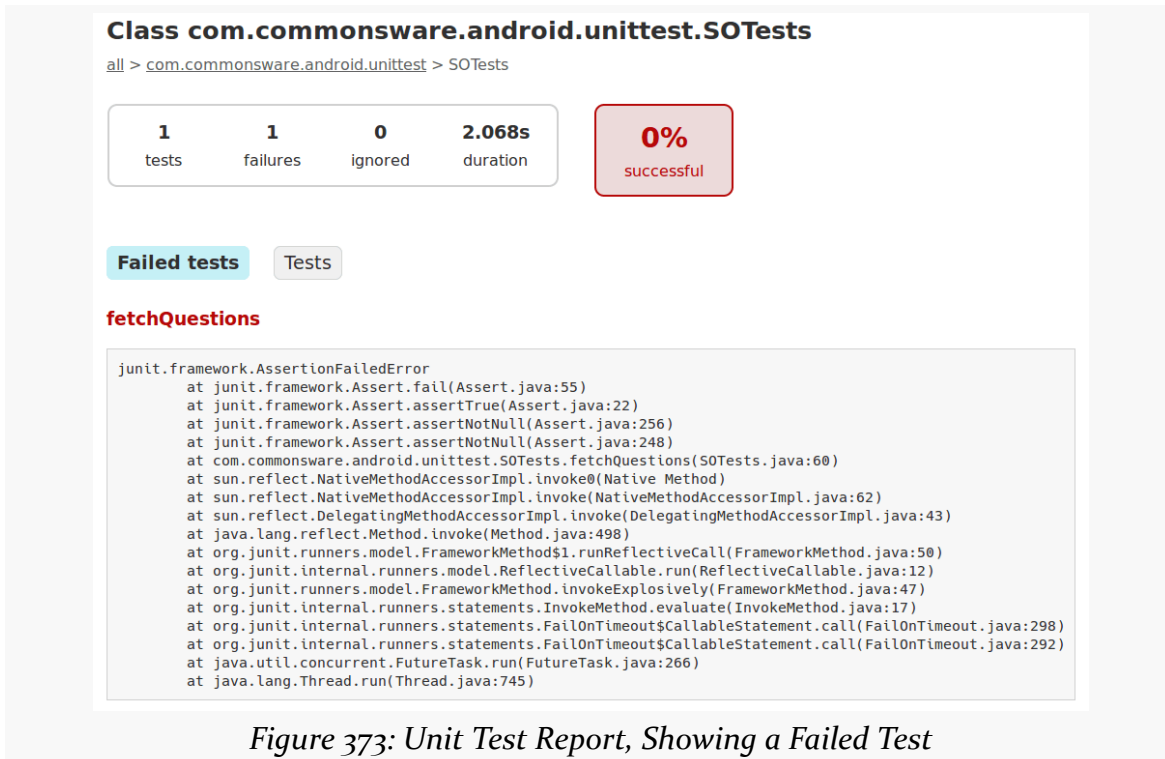 Class com.commonsware.android.unittest.SOTests
all > com.commonsware.android.unittest > SOTests
1 1 0 2.068s
tests failures ignored duration
0%
successful
Failed tests Tests
fetchQuestions
junit.framework.AssertionFailedError
at junit.framework.Assert.fail(Assert.java:55)
at junit.framework.Assert.assertTrue(Assert.java:22)
at junit.framework.Assert.assertNotNull(Assert.java:256)
at junit.framework.Assert.assertNotNull(Assert.java:248)
at com.commonsware.android.unittest.SOTests.fetchQuestions(SOTests.java:60)
at sun.reflect.NativeMethodAccessorImpl.invoke0(Native Method)
at sun.reflect.NativeMethodAccessorImpl.invoke(NativeMethodAccessorImpl.java:62)
at sun.reflect.DelegatingMethodAccessorImpl.invoke(DelegatingMethodAccessorImpl.java:43)
at java.lang.reflect.Method.invoke(Method.java:498)
at org.junit.runners.model.FrameworkMethod$1.runReflectiveCall(FrameworkMethod.java:50)
at org.junit.internal.runners.model.ReflectiveCallable.run(ReflectiveCallable.java:12)
at org.junit.runners.model.FrameworkMethod.invokeExplosively(FrameworkMethod.java:47)
at org.junit.internal.runners.statements.InvokeMethod.evaluate(InvokeMethod.java:17)
at org.junit.internal.runners.statements.FailOnTimeout$CallableStatement.call(FailOnTimeout.java:298)
at org.junit.internal.runners.statements.FailOnTimeout$CallableStatement.call(FailOnTimeout.java:292)
at java.util.concurrent.FutureTask.run(FutureTask.java:266)
at java.lang.Thread.run(Thread.java:745)
Figure 373: Unit Test Report, Showing a Failed Test